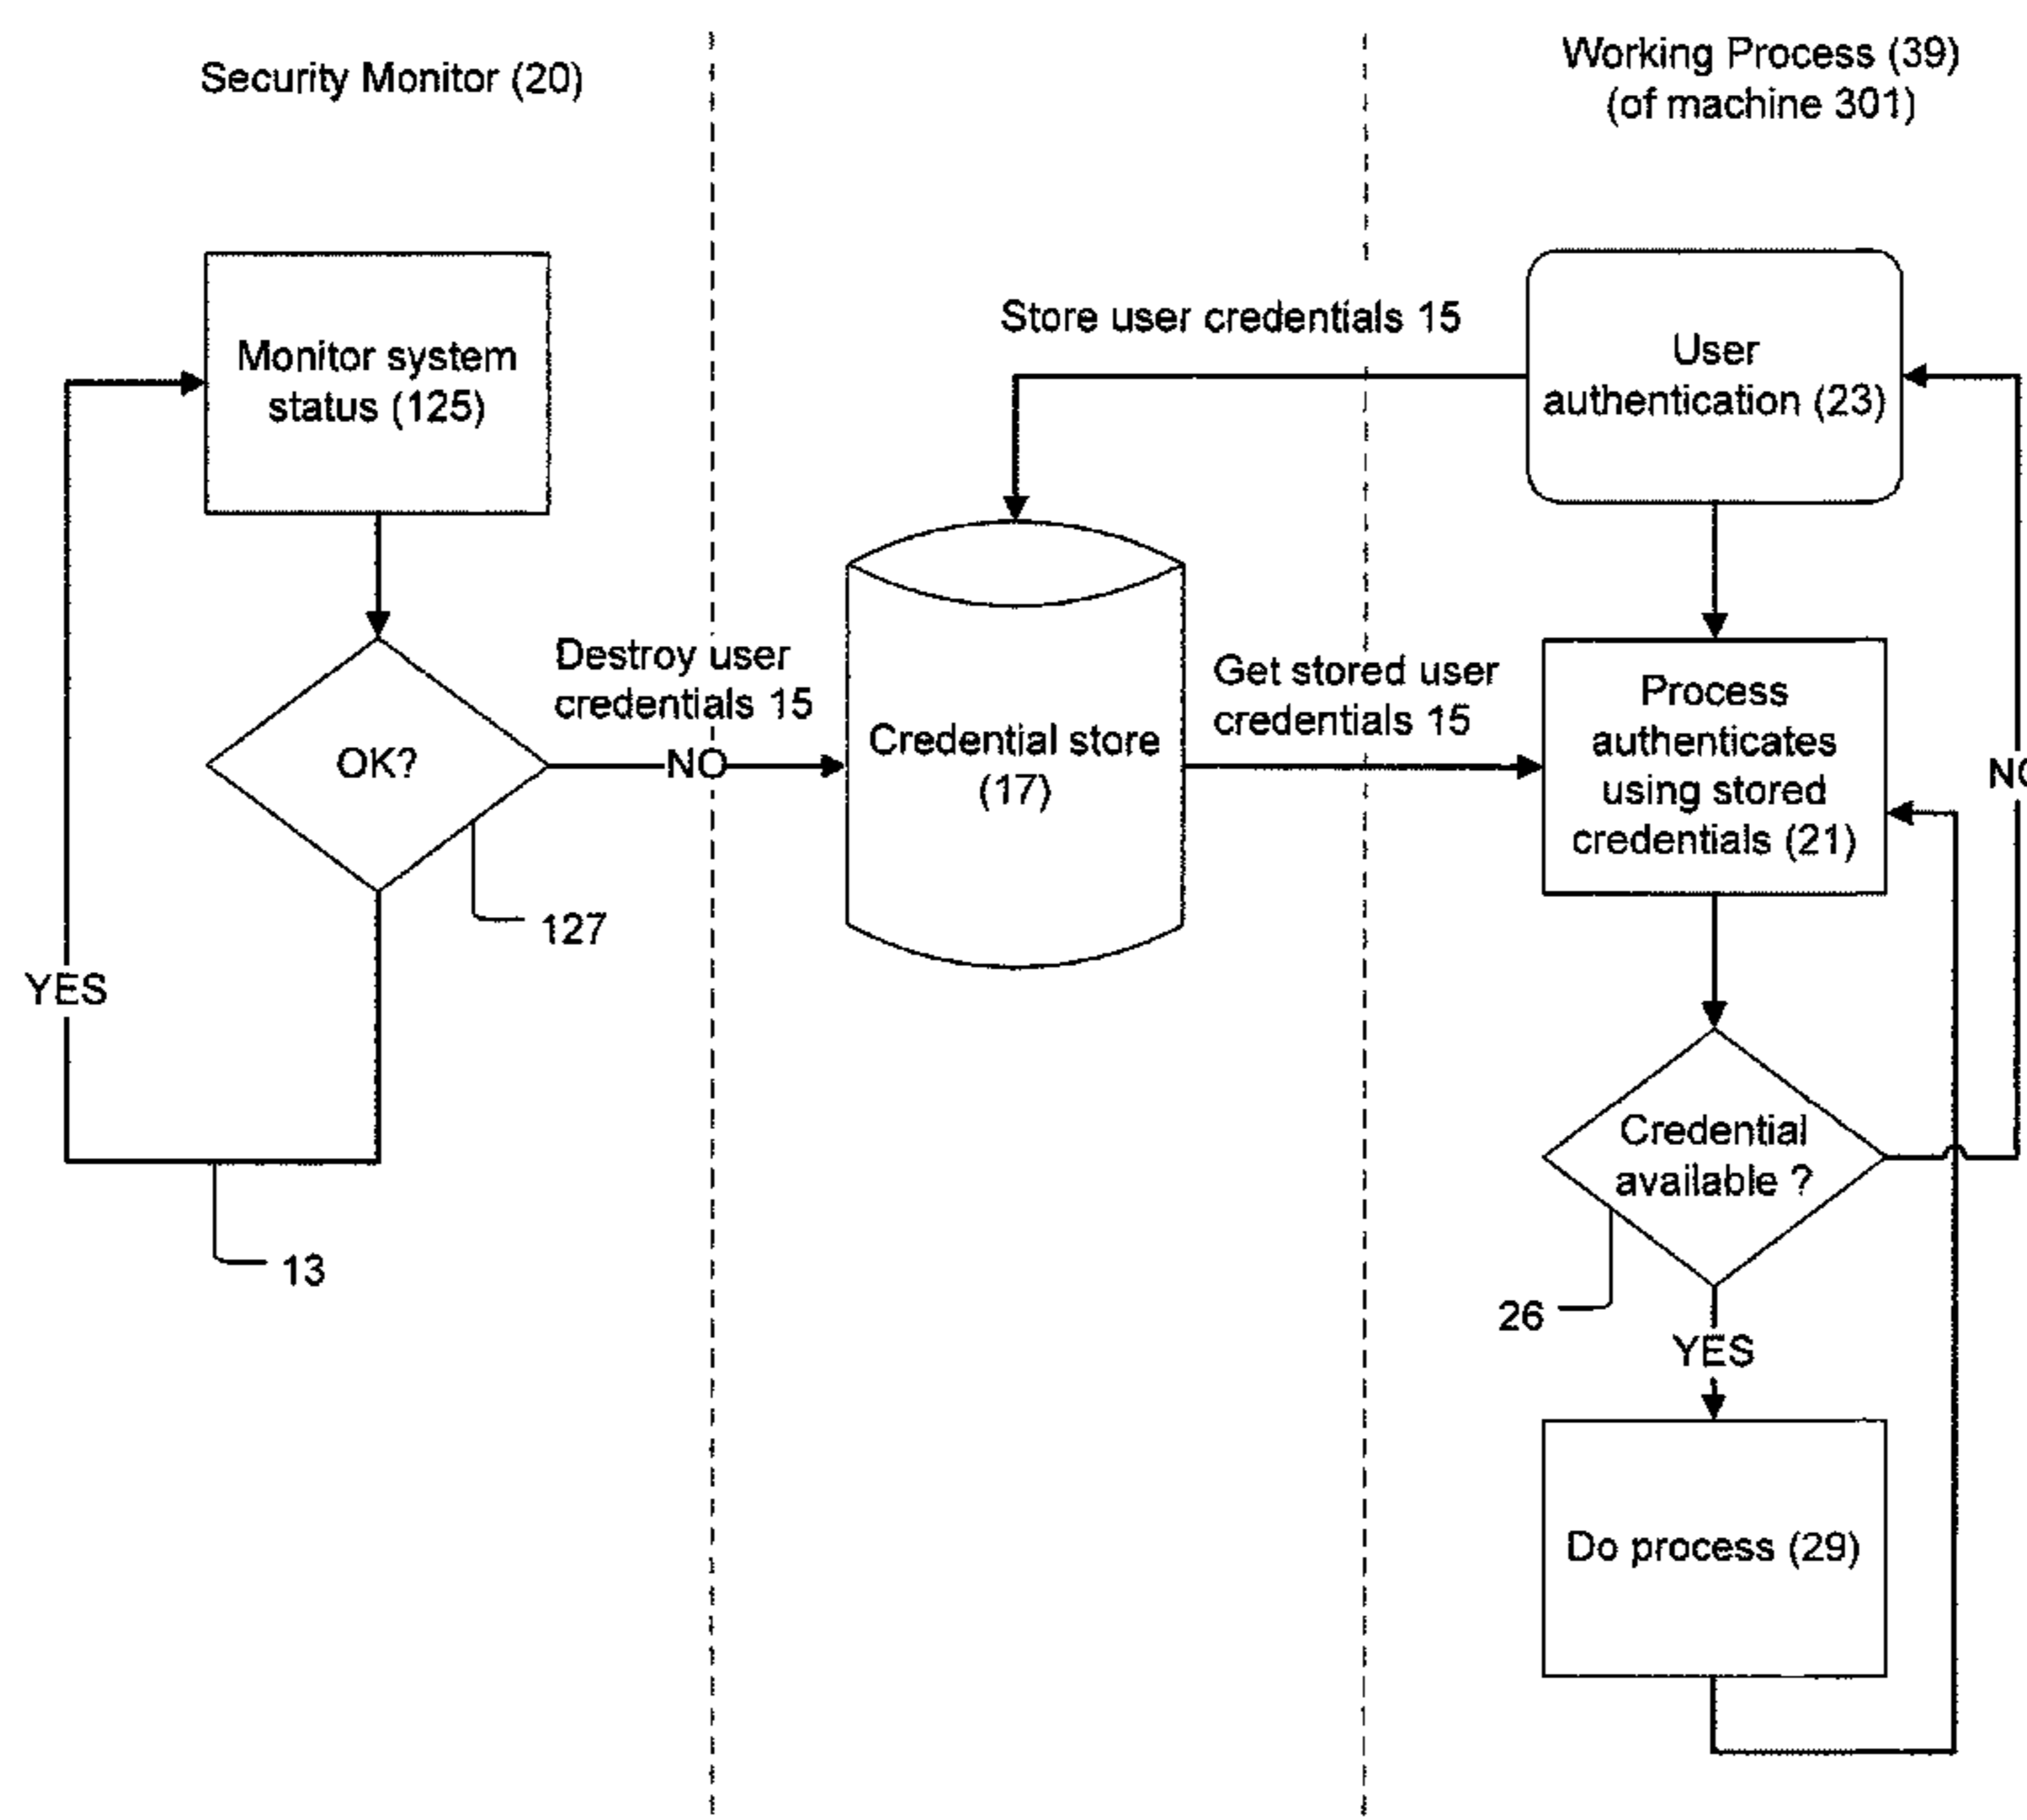 Security Monitor (20)
Working Process (39)
(of machine 301)
Monitor system
status (125)
OK?
127
YES
13
Destroy user
credentials 15
NO
Store user credentials 15
Credential store
(17)
Get stored user
credentials 15
User
authentication (23)
Process
authenticates
using stored
credentials (21)
Credential
available ?
26
YES
Do process (29)